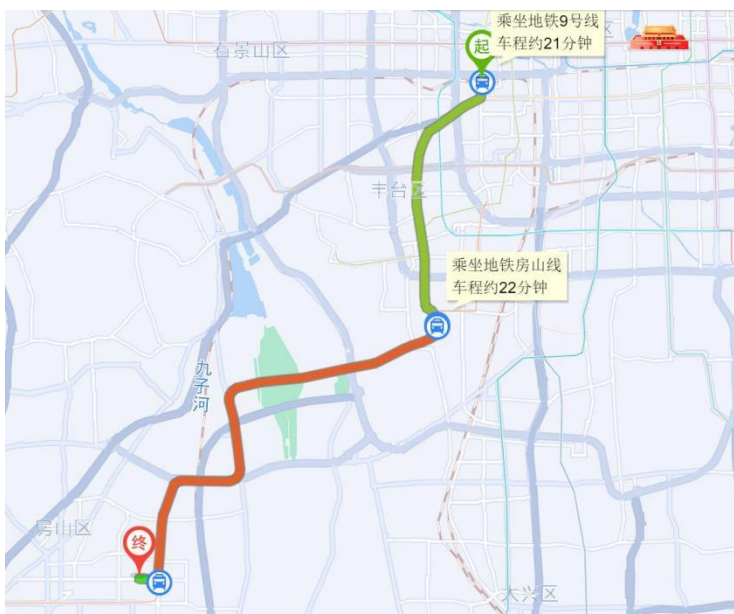 乘坐地铁9号线
车程约21分钟
起
区
石景山区
丰台区
乘坐地铁房山线
车程约22分钟
九子河
房山区
终
大兴区